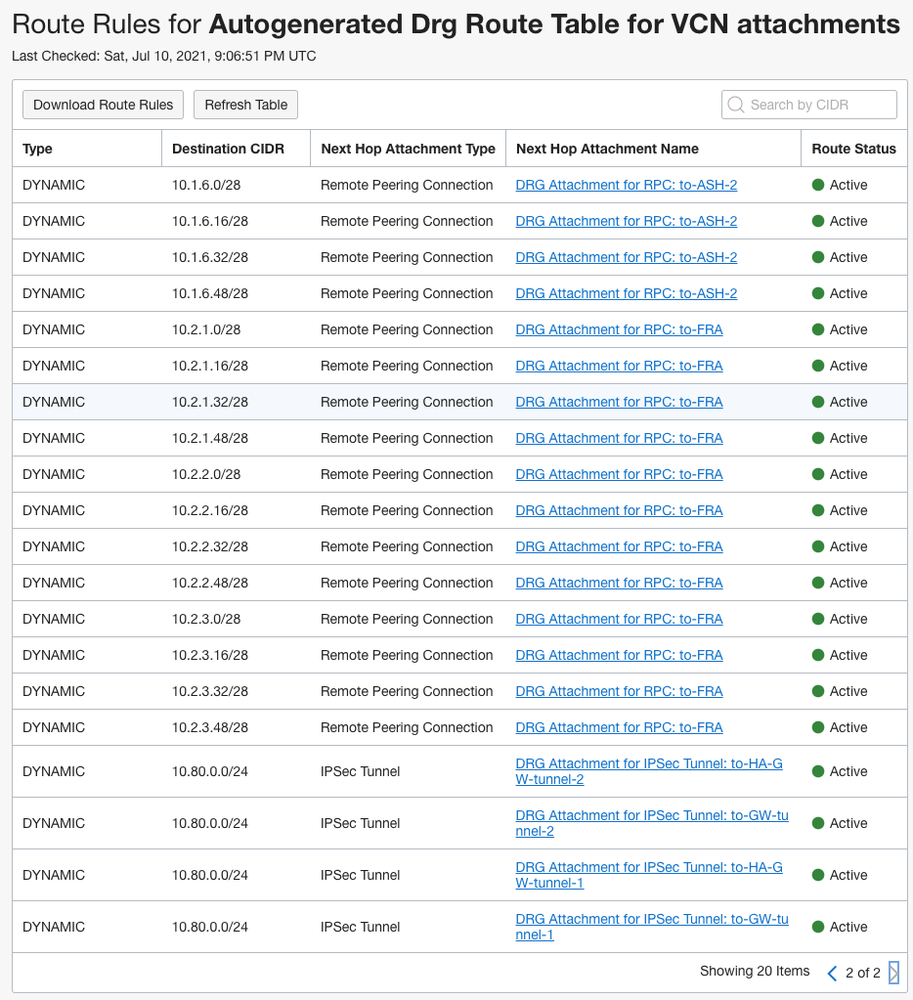 Route Rules for Autogenerated Drg Route Table for VCN attachments
Last Checked: Sat, Jul 10, 2021, 9:06:51 PM UTC
Download Route Rules Refresh Table Search by CIDR
Type Destination CIDR Next Hop Attachment Type Next Hop Attachment Name Route Status
DYNAMIC 10.1.6.0/28 Remote Peering Connection DRG Attachment for RPC: to-ASH-2 Active
DYNAMIC 10.1.6.16/28 Remote Peering Connection DRG Attachment for RPC: to-ASH-2 Active
DYNAMIC 10.1.6.32/28 Remote Peering Connection DRG Attachment for RPC: to-ASH-2 Active
DYNAMIC 10.1.6.48/28 Remote Peering Connection DRG Attachment for RPC: to-ASH-2 Active
DYNAMIC 10.2.1.0/28 Remote Peering Connection DRG Attachment for RPC: to-FRA Active
DYNAMIC 10.2.1.16/28 Remote Peering Connection DRG Attachment for RPC: to-FRA Active
DYNAMIC 10.2.1.32/28 Remote Peering Connection DRG Attachment for RPC: to-FRA Active
DYNAMIC 10.2.1.48/28 Remote Peering Connection DRG Attachment for RPC: to-FRA Active
DYNAMIC 10.2.2.0/28 Remote Peering Connection DRG Attachment for RPC: to-FRA Active
DYNAMIC 10.2.2.16/28 Remote Peering Connection DRG Attachment for RPC: to-FRA Active
DYNAMIC 10.2.2.32/28 Remote Peering Connection DRG Attachment for RPC: to-FRA Active
DYNAMIC 10.2.2.48/28 Remote Peering Connection DRG Attachment for RPC: to-FRA Active
DYNAMIC 10.2.3.0/28 Remote Peering Connection DRG Attachment for RPC: to-FRA Active
DYNAMIC 10.2.3.16/28 Remote Peering Connection DRG Attachment for RPC: to-FRA Active
DYNAMIC 10.2.3.32/28 Remote Peering Connection DRG Attachment for RPC: to-FRA Active
DYNAMIC 10.2.3.48/28 Remote Peering Connection DRG Attachment for RPC: to-FRA Active
DYNAMIC 10.80.0.0/24 IPSec Tunnel DRG Attachment for IPSec Tunnel: to-HA-G Active
W-tunnel-2
DYNAMIC 10.80.0.0/24 IPSec Tunnel DRG Attachment for IPSec Tunnel: to-GW-tu Active
nnel-2
DYNAMIC 10.80.0.0/24 IPSec Tunnel DRG Attachment for IPSec Tunnel: to-HA-G Active
W-tunnel-1
DYNAMIC 10.80.0.0/24 IPSec Tunnel DRG Attachment for IPSec Tunnel: to-GW-tu Active
nnel-1
Showing 20 Items 2 of 2